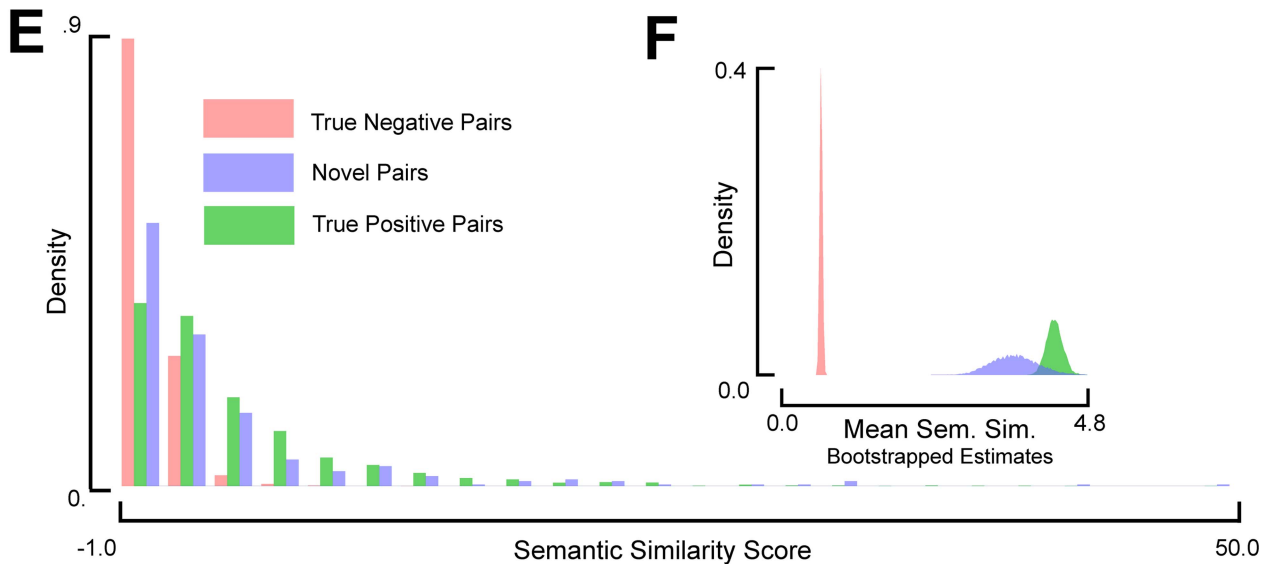 E
.9
True Negative Pairs
Novel Pairs
True Positive Pairs
Density
0.
-1.0
Semantic Similarity Score
50.0
F
0.4
Density
0.0
0.0
4.8
Mean Sem. Sim.
Bootstrapped Estimates